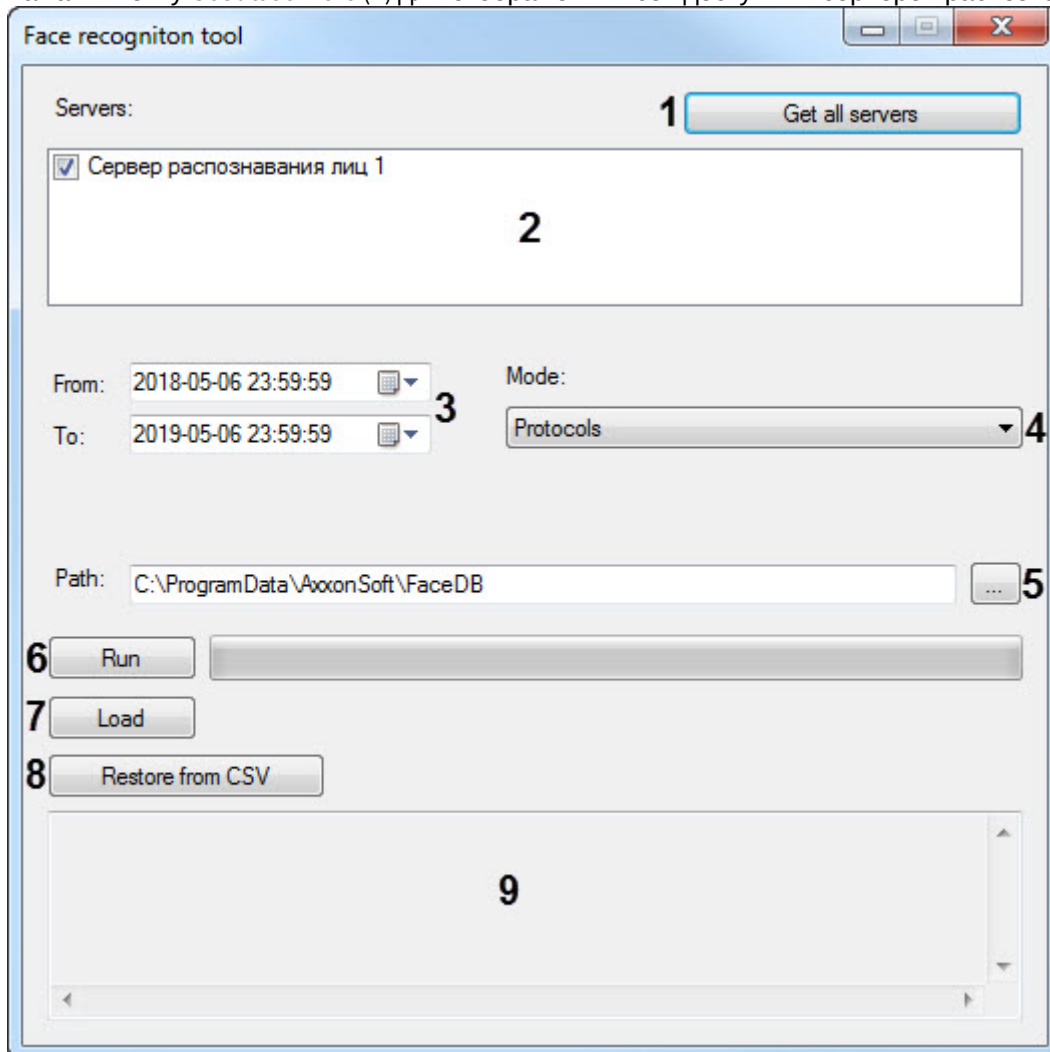 Face recogniton tool
Servers:
1 Get all servers
Сервер распознавания лиц 1
2
From: 2018-05-06 23:59:59
Mode:
3
To: 2019-05-06 23:59:59
Protocols 4
Path: C:\ProgramData\AxxonSoft\FaceDB ... 5
6 Run
7 Load
8 Restore from CSV
9